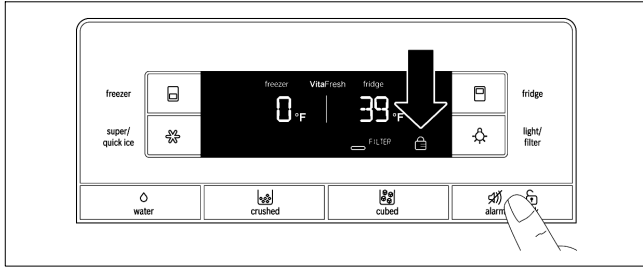 freezer
super/
quick ice
freezer VitaFresh fridge
0°F 39°F
FILTER
fridge
light/
filter
water crushed cubed alarm